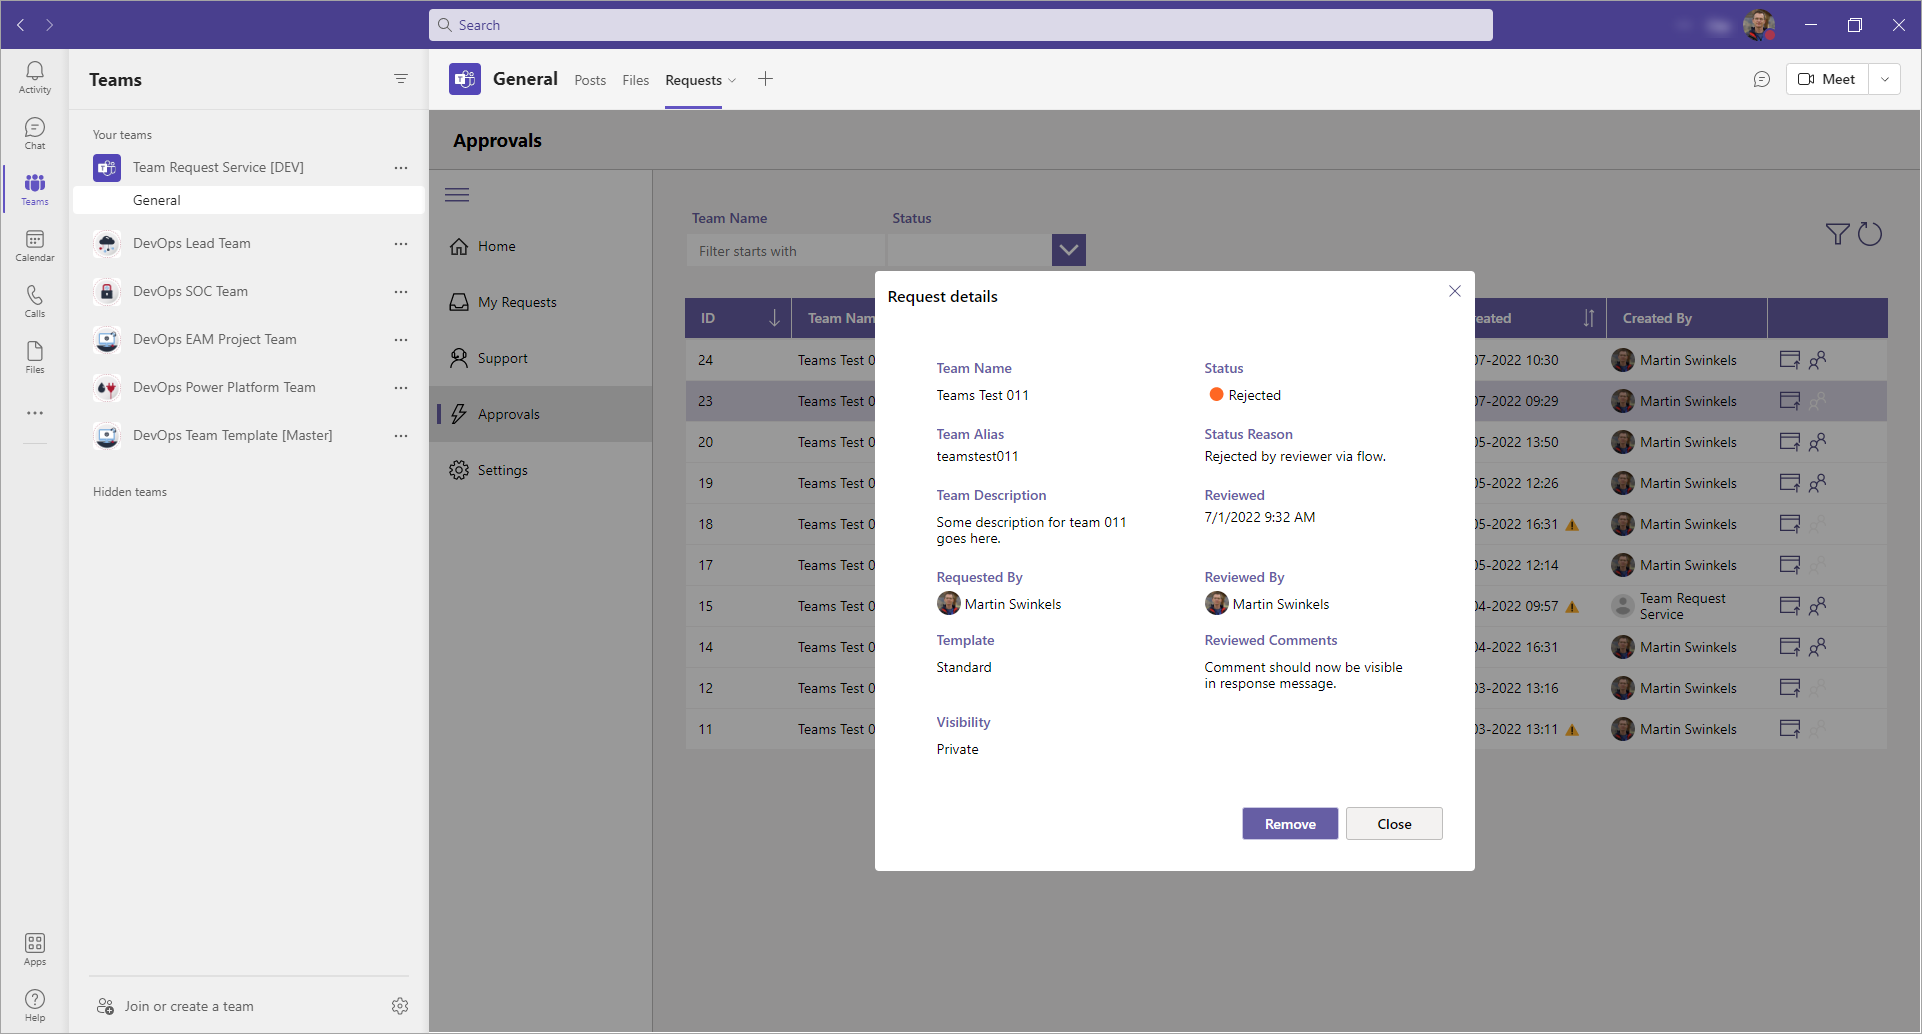 Search
Activity
Chat
Teams
Calendar
Calls
Files
Apps
Help
Teams
Your teams
Team Request Service [DEV]
General
DevOps Lead Team
DevOps SOC Team
DevOps EAM Project Team
DevOps Power Platform Team
DevOps Team Template [Master]
Hidden teams
Join or create a team
General Posts Files Requests
Meet
Approvals
Home
My Requests
Support
Approvals
Settings
Team Name Status
Filter starts with
ID Team Nam eated Created By
24 Teams Test 0 07-2022 10:30 Martin Swinkels
23 Teams Test 0 07-2022 09:29 Martin Swinkels
20 Teams Test 0 05-2022 13:50 Martin Swinkels
19 Teams Test 0 05-2022 12:26 Martin Swinkels
18 Teams Test 0 05-2022 16:31 Martin Swinkels
17 Teams Test 0 05-2022 12:14 Martin Swinkels
15 Teams Test 0 04-2022 09:57 Team Request
Service
14 Teams Test 0 04-2022 16:31 Martin Swinkels
12 Teams Test 0 03-2022 13:16 Martin Swinkels
11 Teams Test 0 03-2022 13:11 Martin Swinkels
Request details
Team Name
Teams Test 011
Team Alias
teamstest011
Team Description
Some description for team 011
goes here.
Requested By
Martin Swinkels
Template
Standard
Visibility
Private
Status
Rejected
Status Reason
Rejected by reviewer via flow.
Reviewed
7/1/2022 9:32 AM
Reviewed By
Martin Swinkels
Reviewed Comments
Comment should now be visible
in response message.
Remove Close